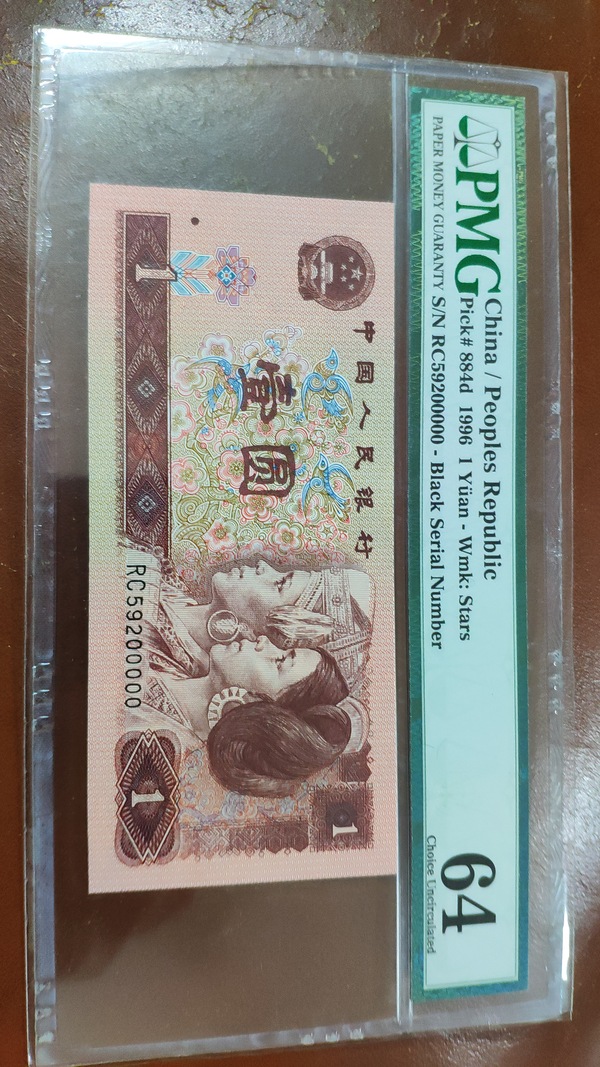 PMG
PAPER MONEY GUARANTY
China / Peoples Republic
Pick# 884d 1996 1 Yüan - Wmk: Stars
S/N RC59200000 - Black Serial Number
64
Choice Uncirculated
中国人民银行
壹圆
1
RC59200000
1
1